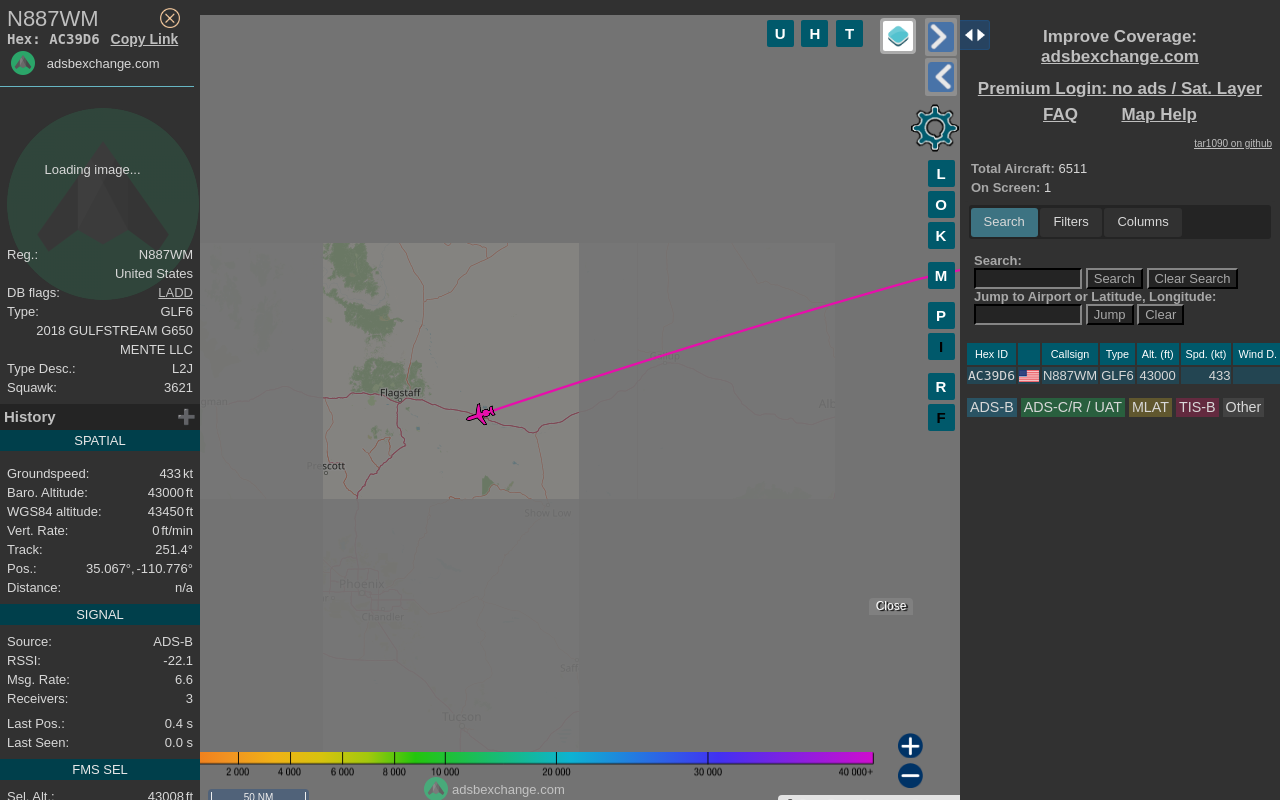 N887WM
Hex: AC39D6 Copy Link
adsbexchange.com
Loading image...
Reg.: N887WM
United States
DB flags: LADD
Type: GLF6
2018 GULFSTREAM G650
MENTE LLC
Type Desc.: L2J
Squawk: 3621
History
SPATIAL
Groundspeed: 433 kt
Baro. Altitude: 43000 ft
WGS84 altitude: 43450 ft
Vert. Rate: 0 ft/min
Track: 251.4°
Pos.: 35.067°, -110.776°
Distance: n/a
SIGNAL
Source: ADS-B
RSSI: -22.1
Msg. Rate: 6.6
Receivers: 3
Last Pos.: 0.4 s
Last Seen: 0.0 s
FMS SEL
Sel. Alt.: 43008 ft
U H T
L
O
K
M
P
I
R
F
Flagstaff
Prescott
Show Low
Phoenix
Chandler
Tucson
Close
2 000 4 000 6 000 8 000 10 000 20 000 30 000 40 000+
50 NM
adsbexchange.com
Improve Coverage:
adsbexchange.com
Premium Login: no ads / Sat. Layer
FAQ Map Help
tar1090 on github
Total Aircraft: 6511
On Screen: 1
Search Filters Columns
Search:
Search Clear Search
Jump to Airport or Latitude, Longitude:
Jump Clear
Hex ID Callsign Type Alt. (ft) Spd. (kt) Wind D.
AC39D6 N887WM GLF6 43000 433
ADS-B ADS-C/R / UAT MLAT TIS-B Other